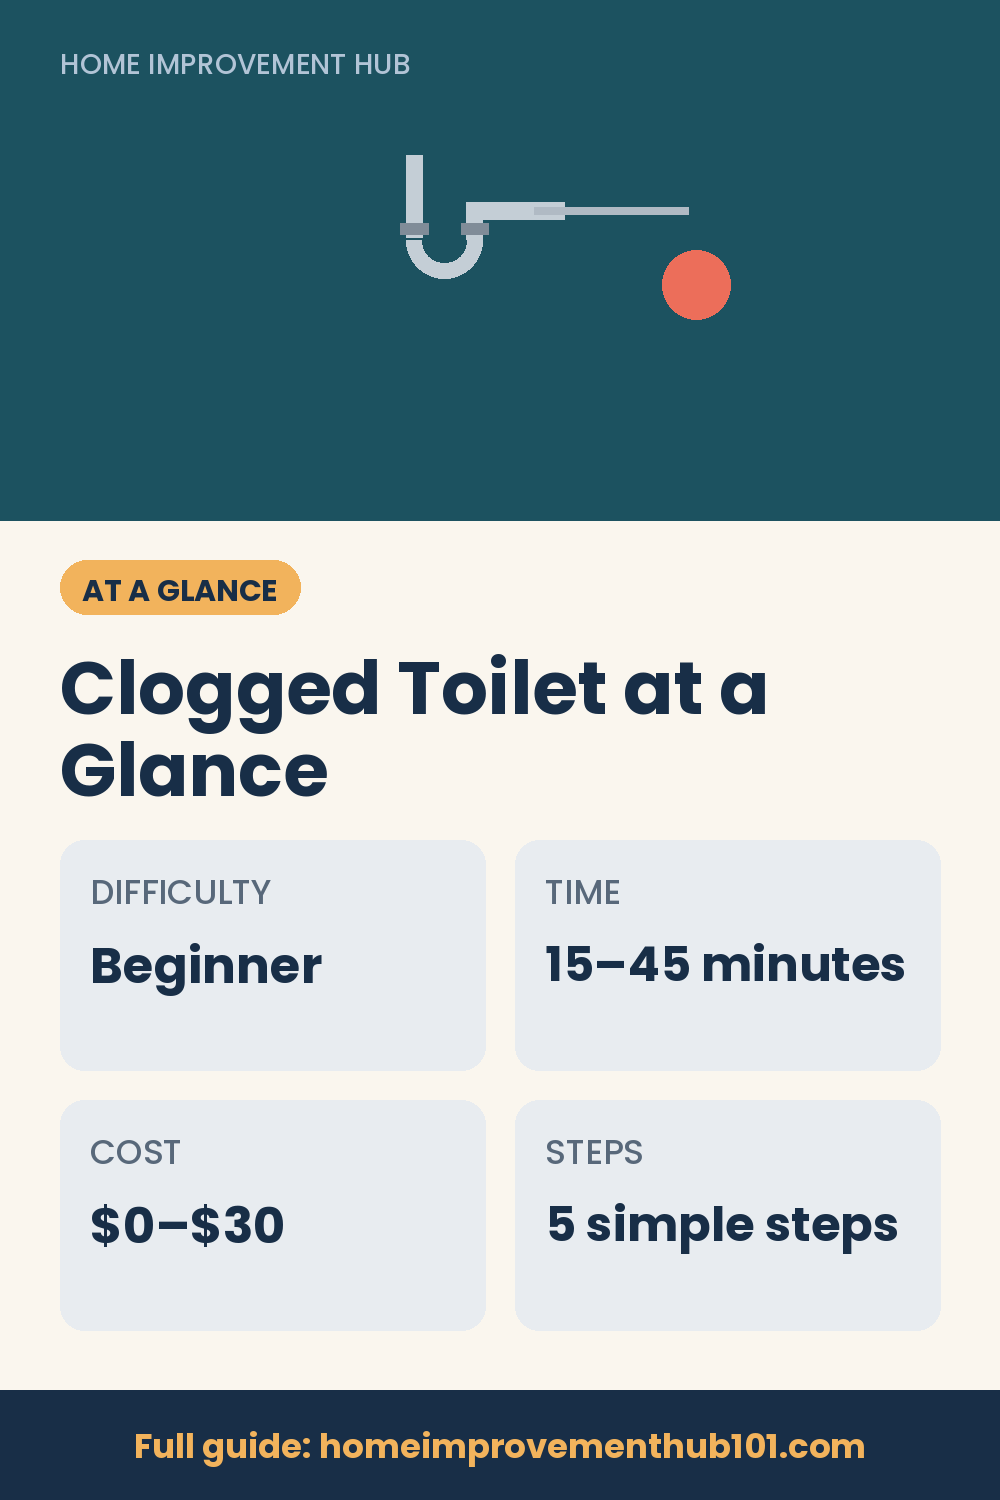 HOME IMPROVEMENT HUB
AT A GLANCE
Clogged Toilet at a
Glance
DIFFICULTY
Beginner
TIME
15–45 minutes
COST
$0–$30
STEPS
5 simple steps
Full guide: homeimprovementhub101.com